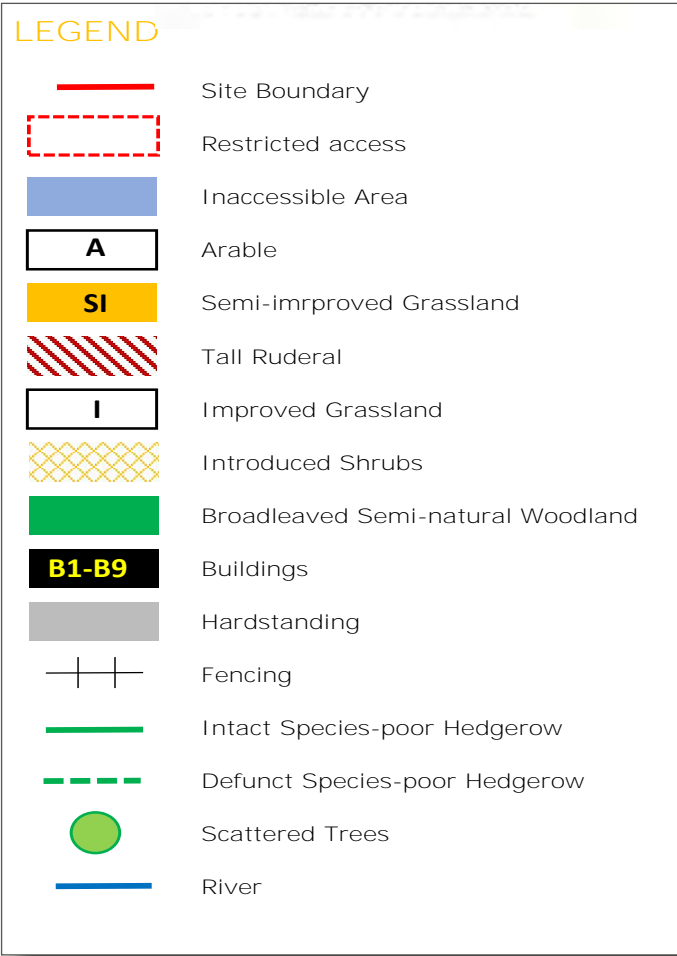 LEGEND
Site Boundary
Restricted access
Inaccessible Area
A Arable
SI Semi-imrproved Grassland
Tall Ruderal
I Improved Grassland
Introduced Shrubs
Broadleaved Semi-natural Woodland
B1-B9 Buildings
Hardstanding
Fencing
Intact Species-poor Hedgerow
Defunct Species-poor Hedgerow
Scattered Trees
River